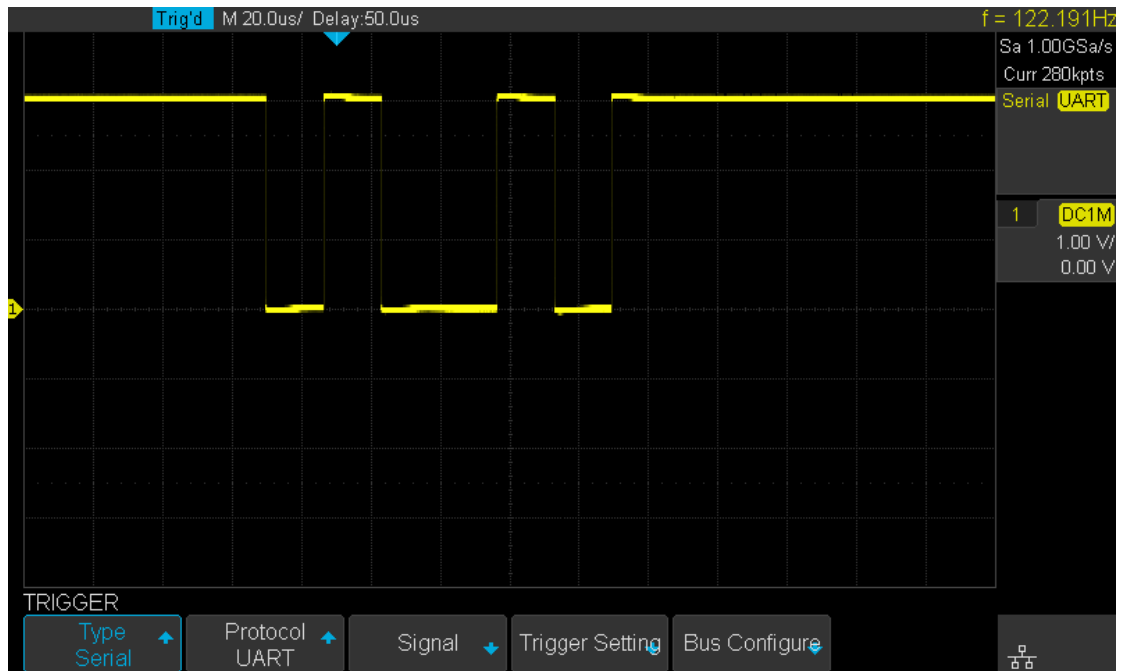 Trig'd M 20.0us/ Delay:50.0us f = 122.191Hz
Sa 1.00GSa/s
Curr 280kpts
Serial UART
1 DC1M
1.00 V/
0.00 V
1
TRIGGER
Type Protocol Signal Trigger Setting Bus Configure
Serial UART